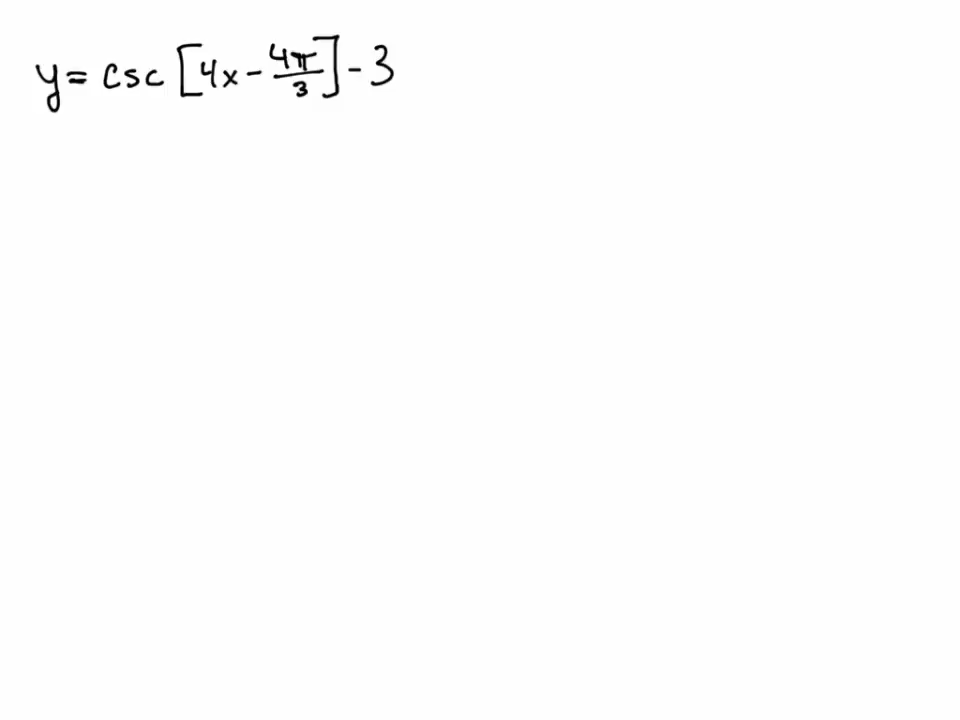 y = csc [4x - 4π/3] - 3